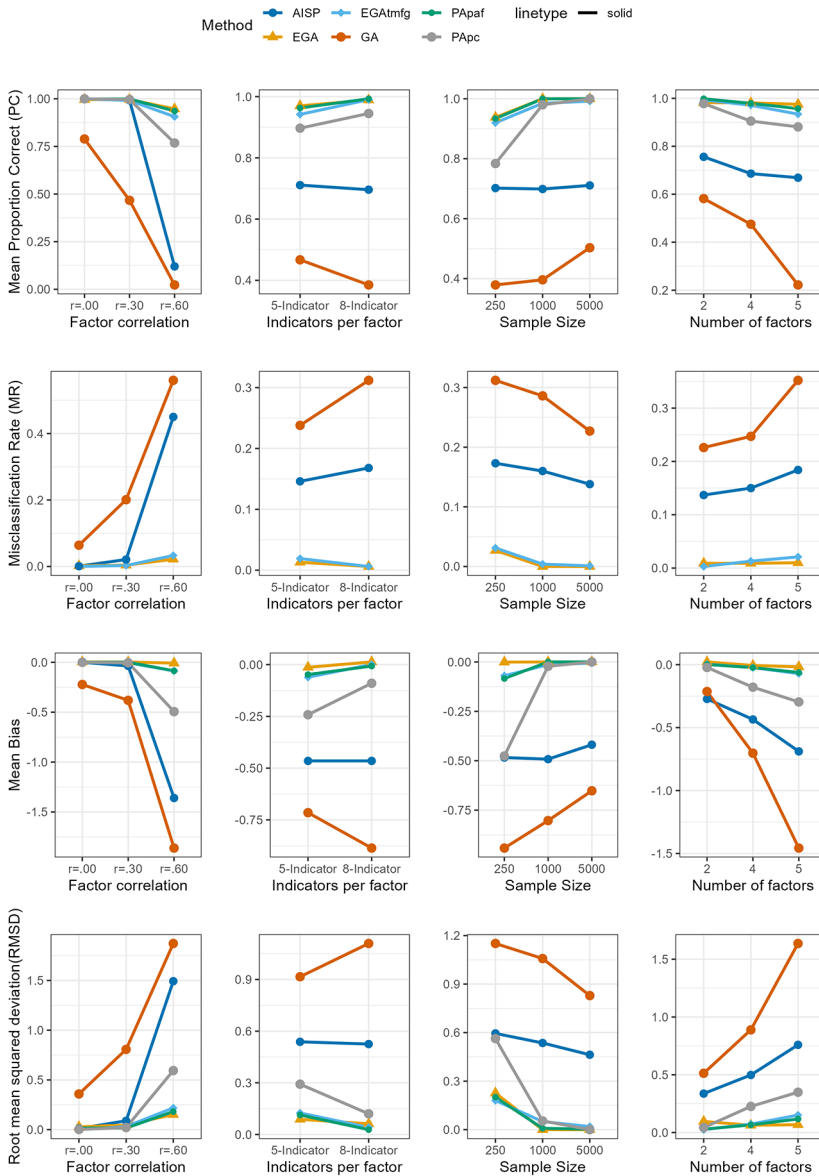 Method
AISP
EGAtmfg
PApaf
EGA
GA
PApc
linetype
solid
Mean Proportion Correct (PC)
1.00
0.75
0.50
0.25
0.00
r=.00 r=.30 r=.60
Factor correlation
1.0
0.8
0.6
0.4
5-Indicator 8-Indicator
Indicators per factor
1.0
0.8
0.6
0.4
250 1000 5000
Sample Size
1.0
0.8
0.6
0.4
0.2
2 4 5
Number of factors
Misclassification Rate (MR)
0.4
0.2
0.0
r=.00 r=.30 r=.60
Factor correlation
0.3
0.2
0.1
0.0
5-Indicator 8-Indicator
Indicators per factor
0.3
0.2
0.1
0.0
250 1000 5000
Sample Size
0.3
0.2
0.1
0.0
2 4 5
Number of factors
Mean Bias
0.0
-0.5
-1.0
-1.5
r=.00 r=.30 r=.60
Factor correlation
0.00
-0.25
-0.50
-0.75
5-Indicator 8-Indicator
Indicators per factor
0.00
-0.25
-0.50
-0.75
250 1000 5000
Sample Size
0.0
-0.5
-1.0
-1.5
2 4 5
Number of factors
Root mean squared deviation(RMSD)
1.5
1.0
0.5
0.0
r=.00 r=.30 r=.60
Factor correlation
0.9
0.6
0.3
0.0
5-Indicator 8-Indicator
Indicators per factor
1.2
0.9
0.6
0.3
0.0
250 1000 5000
Sample Size
1.5
1.0
0.5
0.0
2 4 5
Number of factors